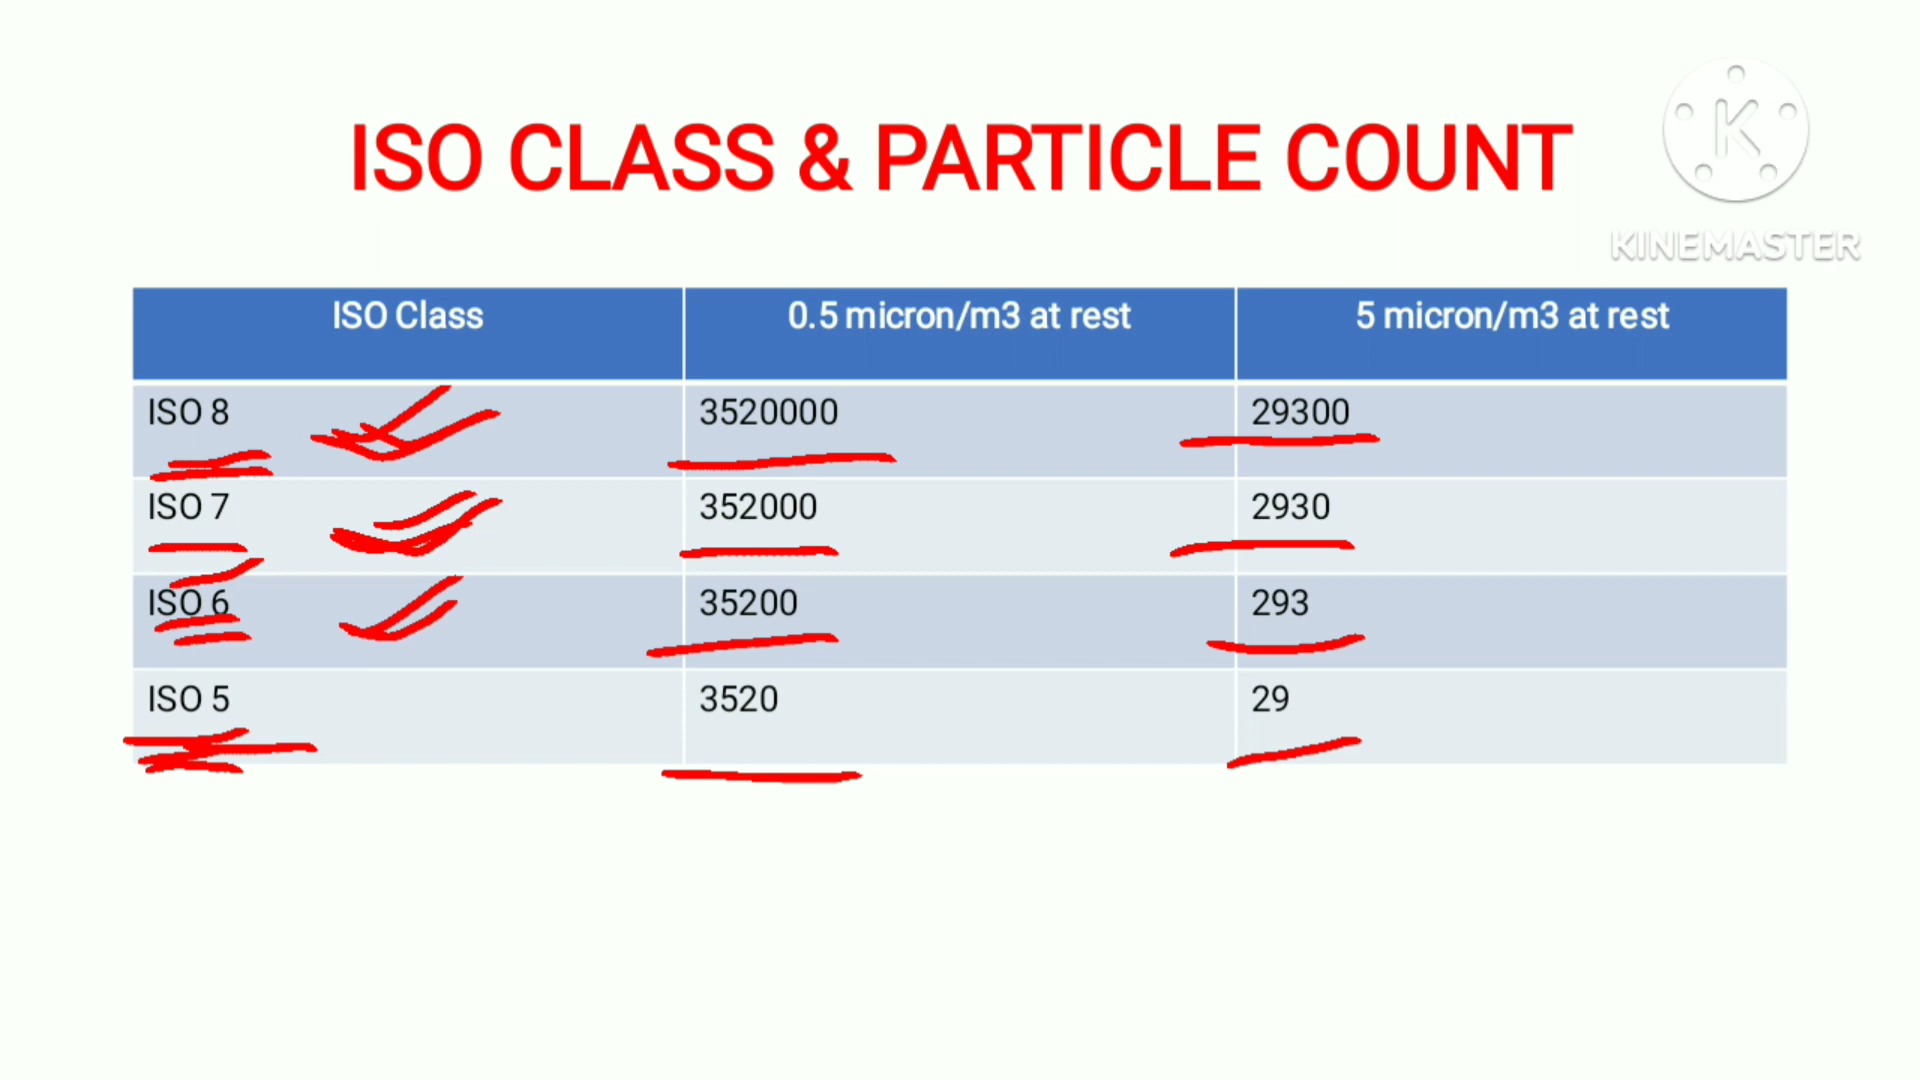 ISO CLASS & PARTICLE COUNT
K
KINEMASTER
ISO Class 0.5 micron/m3 at rest 5 micron/m3 at rest
ISO 8 3520000 29300
ISO 7 352000 2930
ISO 6 35200 293
ISO 5 3520 29